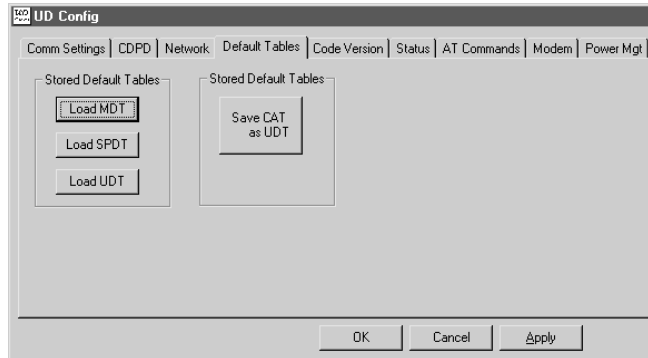 UD Config
Comm Settings CDPD Network Default Tables Code Version Status AT Commands Modem Power Mgt
Stored Default Tables
Load MDT
Load SPDT
Load UDT
Stored Default Tables
Save CAT
as UDT
OK Cancel Apply